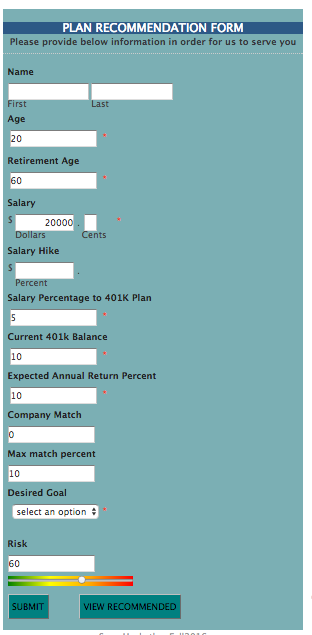 PLAN RECOMMENDATION FORM
Please provide below information in order for us to serve you
Name
First Last
Age
20 *
Retirement Age
60 *
Salary
$ 20000 . *
Dollars Cents
Salary Hike
$ .
Percent
Salary Percentage to 401K Plan
5 *
Current 401k Balance
10 *
Expected Annual Return Percent
10 *
Company Match
0
Max match percent
10
Desired Goal
select an option *
Risk
60
SUBMIT VIEW RECOMMENDED